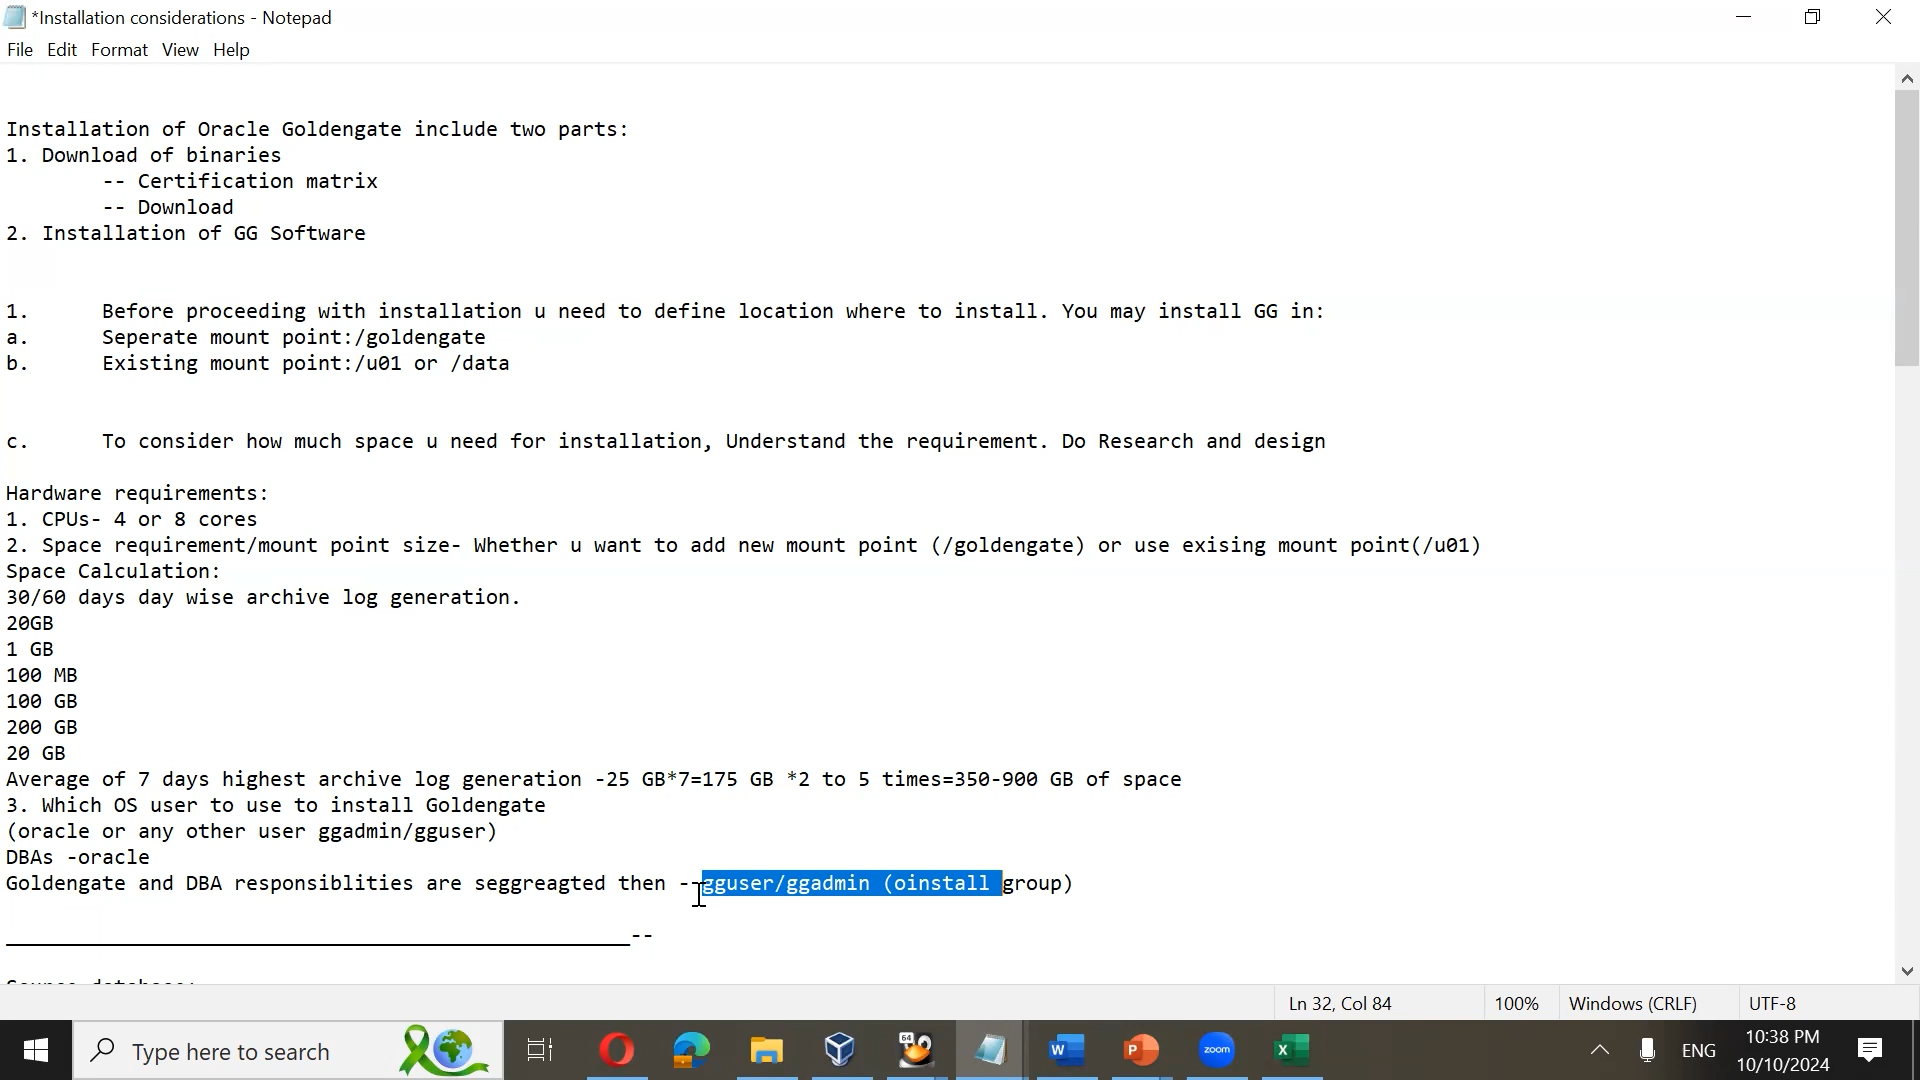 *Installation considerations - Notepad
File Edit Format View Help
Installation of Oracle Goldengate include two parts:
1. Download of binaries
-- Certification matrix
-- Download
2. Installation of GG Software
1. Before proceeding with installation u need to define location where to install. You may install GG in:
a. Seperate mount point:/goldengate
b. Existing mount point:/u01 or /data
c. To consider how much space u need for installation, Understand the requirement. Do Research and design
Hardware requirements:
1. CPUs- 4 or 8 cores
2. Space requirement/mount point size- Whether u want to add new mount point (/goldengate) or use exising mount point(/u01)
Space Calculation:
30/60 days day wise archive log generation.
20GB
1 GB
100 MB
100 GB
200 GB
20 GB
Average of 7 days highest archive log generation -25 GB*7=175 GB *2 to 5 times=350-900 GB of space
3. Which OS user to use to install Goldengate
(oracle or any other user ggadmin/gguser)
DBAs -oracle
Goldengate and DBA responsiblities are seggreagted then --gguser/ggadmin (oinstall group)
____________________________________________________--
Ln 32, Col 84 100% Windows (CRLF) UTF-8
Type here to search
64
zoom
ENG
10:38 PM
10/10/2024